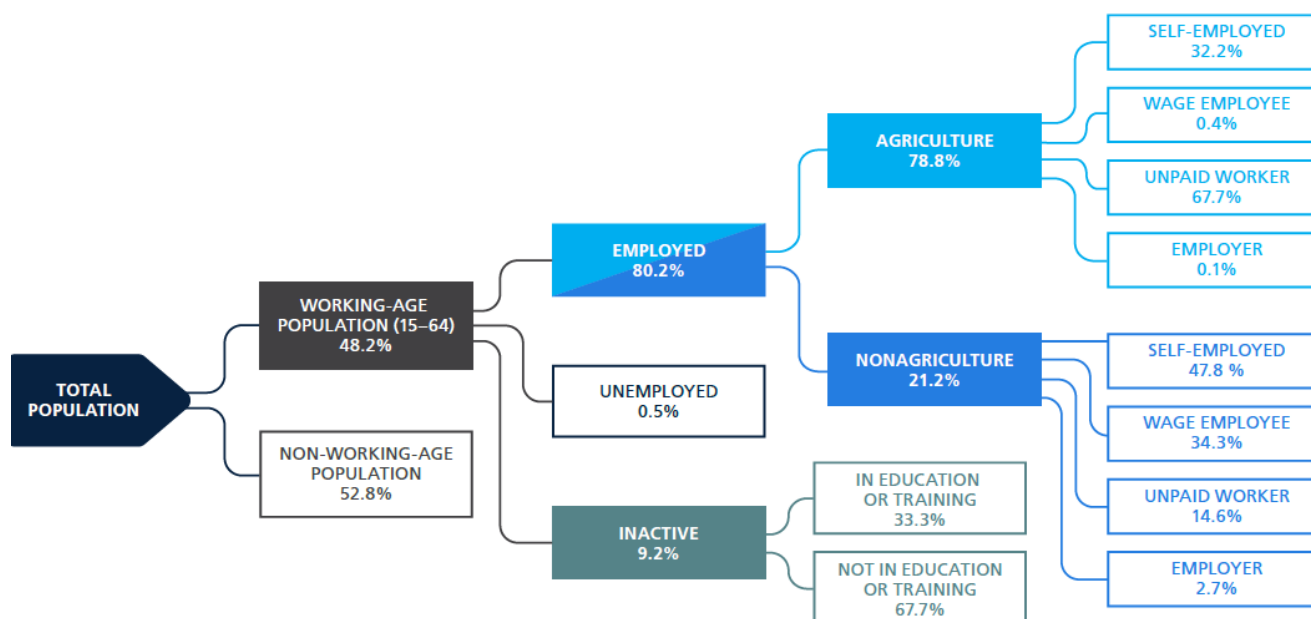 TOTAL
POPULATION
WORKING-AGE
POPULATION (15–64)
48.2%
NON-WORKING-AGE
POPULATION
52.8%
EMPLOYED
80.2%
UNEMPLOYED
0.5%
INACTIVE
9.2%
AGRICULTURE
78.8%
NONAGRICULTURE
21.2%
IN EDUCATION
OR TRAINING
33.3%
NOT IN EDUCATION
OR TRAINING
67.7%
SELF-EMPLOYED
32.2%
WAGE EMPLOYEE
0.4%
UNPAID WORKER
67.7%
EMPLOYER
0.1%
SELF-EMPLOYED
47.8 %
WAGE EMPLOYEE
34.3%
UNPAID WORKER
14.6%
EMPLOYER
2.7%